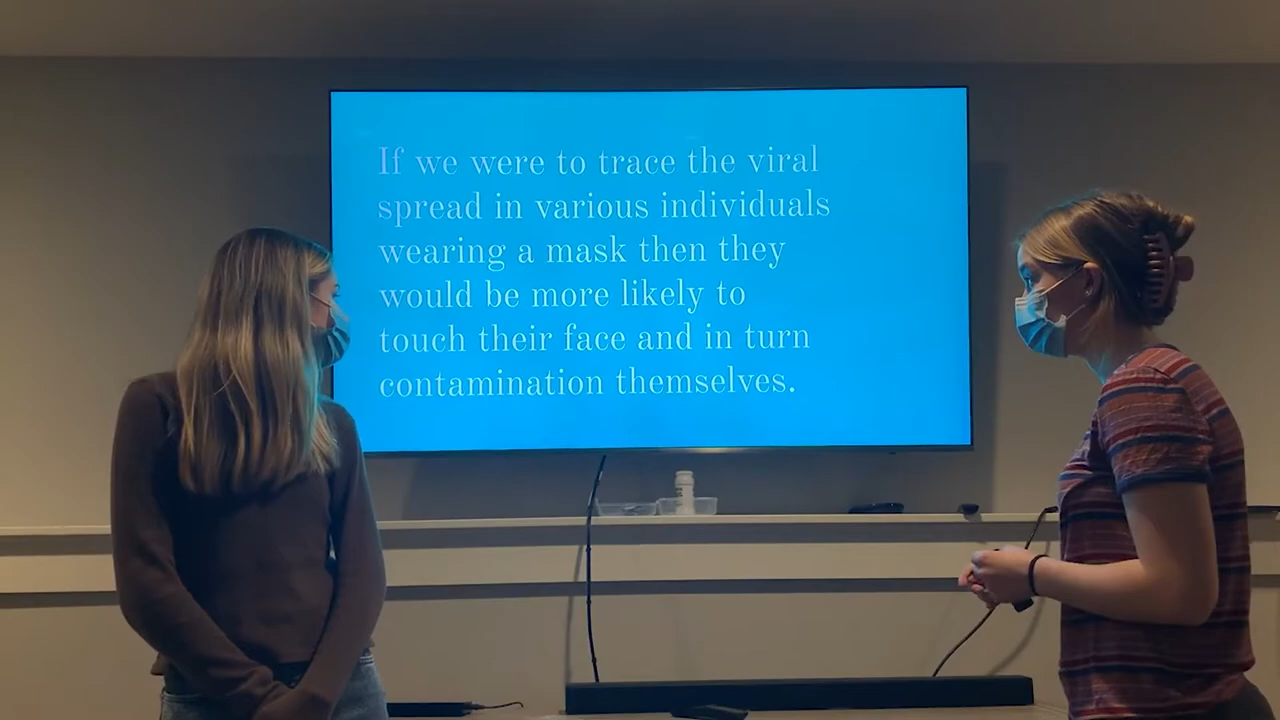 If we were to trace the viral
spread in various individuals
wearing a mask then they
would be more likely to
touch their face and in turn
contamination themselves.